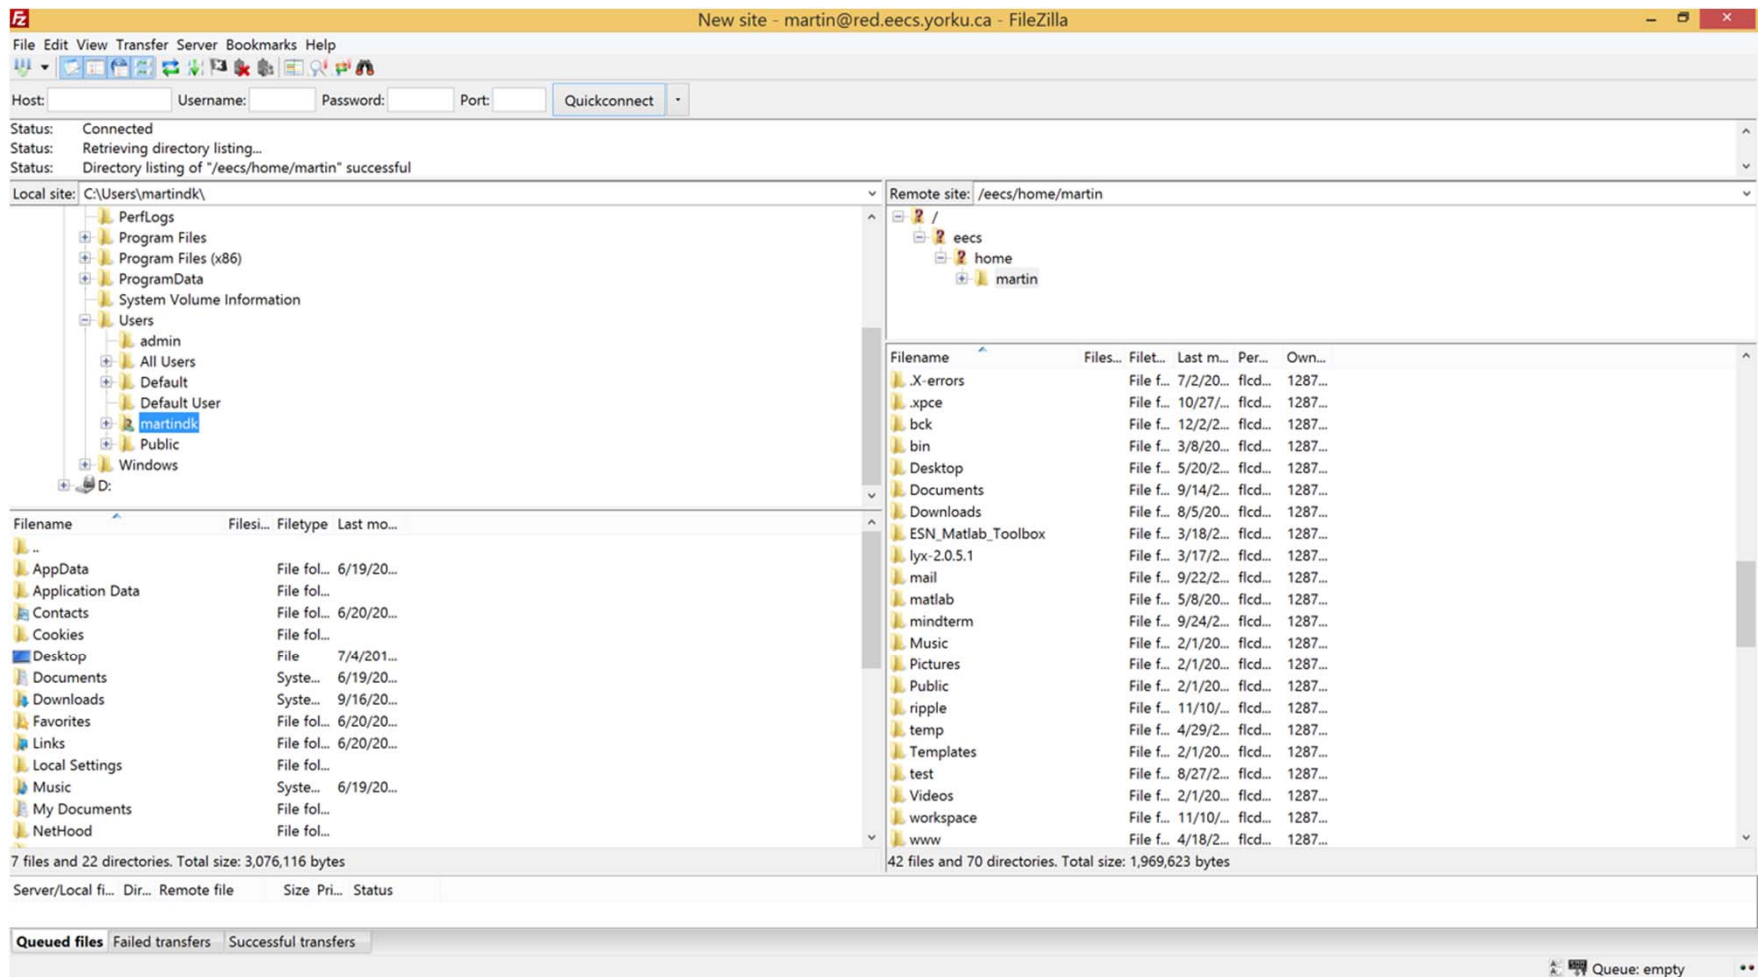 New site - martin@red.eecs.yorku.ca - FileZilla
File Edit View Transfer Server Bookmarks Help
Host: Username: Password: Port: Quickconnect
Status: Connected
Status: Retrieving directory listing...
Status: Directory listing of "/eecs/home/martin" successful
Local site: C:\Users\martindk\
PerfLogs
Program Files
Program Files (x86)
ProgramData
System Volume Information
Users
admin
All Users
Default
Default User
martindk
Public
Windows
D:
Filename Filesi... Filetype Last mo...
..
AppData File fol... 6/19/20...
Application Data File fol...
Contacts File fol... 6/20/20...
Cookies File fol...
Desktop File 7/4/201...
Documents Syste... 6/19/20...
Downloads Syste... 9/16/20...
Favorites File fol... 6/20/20...
Links File fol... 6/20/20...
Local Settings File fol...
Music Syste... 6/19/20...
My Documents File fol...
NetHood File fol...
7 files and 22 directories. Total size: 3,076,116 bytes
Remote site: /eecs/home/martin
/
eecs
home
martin
Filename Files... Filet... Last m... Per... Own...
.X-errors File f... 7/2/20... flcd... 1287...
.xpce File f... 10/27/... flcd... 1287...
bck File f... 12/2/2... flcd... 1287...
bin File f... 3/8/20... flcd... 1287...
Desktop File f... 5/20/2... flcd... 1287...
Documents File f... 9/14/2... flcd... 1287...
Downloads File f... 8/5/20... flcd... 1287...
ESN_Matlab_Toolbox File f... 3/18/2... flcd... 1287...
lyx-2.0.5.1 File f... 3/17/2... flcd... 1287...
mail File f... 9/22/2... flcd... 1287...
matlab File f... 5/8/20... flcd... 1287...
mindterm File f... 9/24/2... flcd... 1287...
Music File f... 2/1/20... flcd... 1287...
Pictures File f... 2/1/20... flcd... 1287...
Public File f... 2/1/20... flcd... 1287...
ripple File f... 11/10/... flcd... 1287...
temp File f... 4/29/2... flcd... 1287...
Templates File f... 2/1/20... flcd... 1287...
test File f... 8/27/2... flcd... 1287...
Videos File f... 2/1/20... flcd... 1287...
workspace File f... 11/10/... flcd... 1287...
www File f... 4/18/2... flcd... 1287...
42 files and 70 directories. Total size: 1,969,623 bytes
Server/Local fi... Dir... Remote file Size Pri... Status
Queued files Failed transfers Successful transfers
Queue: empty